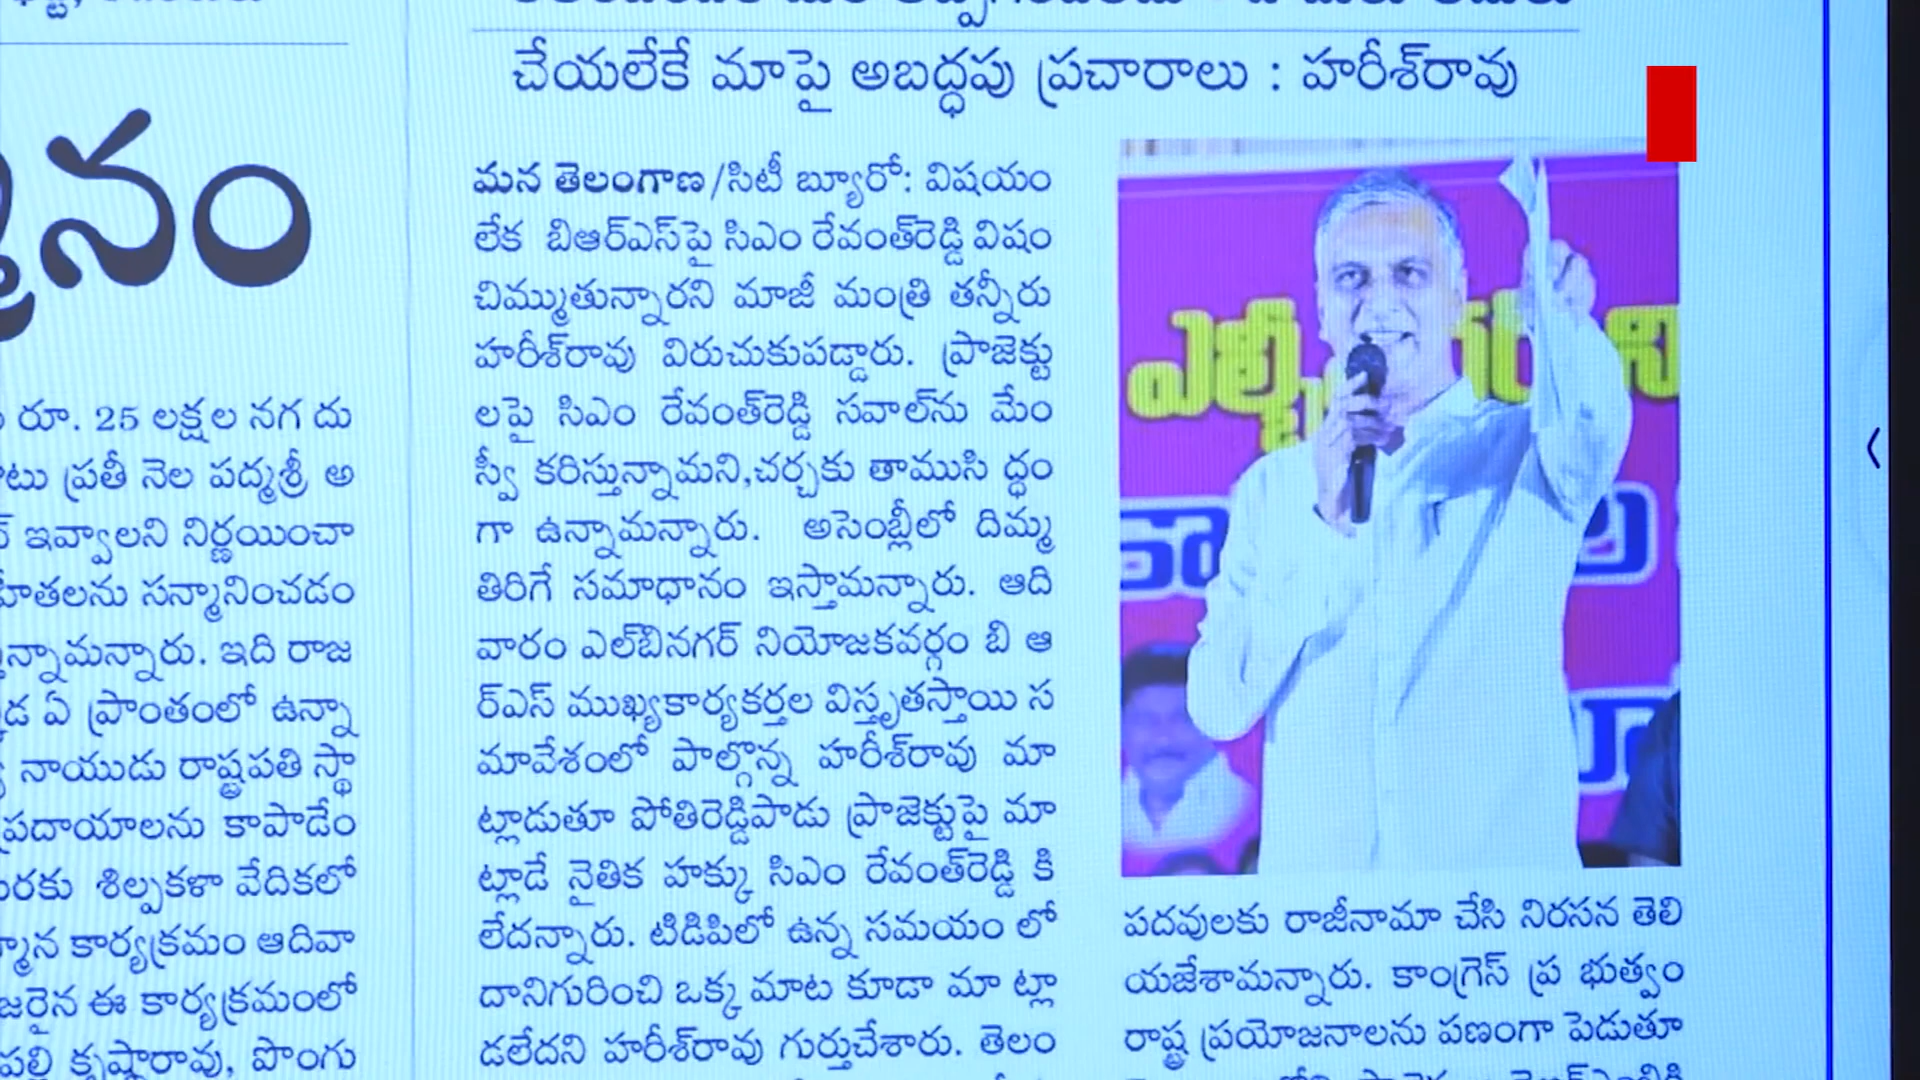 చేయలేకే మాపై అబద్ధపు ప్రచారాలు : హరీశ్‌రావు
మన తెలంగాణ/సిటీ బ్యూరో: విషయం
లేక బిఆర్ఎస్‌పై సిఎం రేవంత్‌రెడ్డి విషం
చిమ్ముతున్నారని మాజీ మంత్రి తన్నీరు
హరీశ్‌రావు విరుచుకుపడ్డారు. ప్రాజెక్టు
లపై సిఎం రేవంత్‌రెడ్డి సవాల్‌ను మేం
స్వీ కరిస్తున్నామని,చర్చకు తాముసి ద్ధం
గా ఉన్నామన్నారు. అసెంబ్లీలో దిమ్మ
తిరిగే సమాధానం ఇస్తామన్నారు. ఆది
వారం ఎల్‌బినగర్ నియోజకవర్గం బి ఆ
ర్ఎస్ ముఖ్యకార్యకర్తల విస్తృతస్తాయి స
మావేశంలో పాల్గొన్న హరీశ్‌రావు మా
ట్లాడుతూ పోతిరెడ్డిపాడు ప్రాజెక్టుపై మా
ట్లాడే నైతిక హక్కు సిఎం రేవంత్‌రెడ్డి కి
లేదన్నారు. టిడిపిలో ఉన్న సమయం లో
దానిగురించి ఒక్క మాట కూడా మా ట్లా
డలేదని హరీశ్‌రావు గుర్తుచేశారు. తెలం
పదవులకు రాజీనామా చేసి నిరసన తెలి
యజేశామన్నారు. కాంగ్రెస్ ప్ర భుత్వం
రాష్ట్ర ప్రయోజనాలను పణంగా పెడుతూ
రూ. 25 లక్షల నగ దు
ప్రతీ నెల పద్మశ్రీ అ
ఇవ్వాలని నిర్ణయించా
సన్మానించడం
ఇది రాజ
ఏ ప్రాంతంలో ఉన్నా
నాయుడు రాష్ట్రపతి స్థా
కాపాడేం
శిల్పకళా వేదికలో
కార్యక్రమం ఆదివా
ఈ కార్యక్రమంలో
కృష్ణారావు, పొంగు